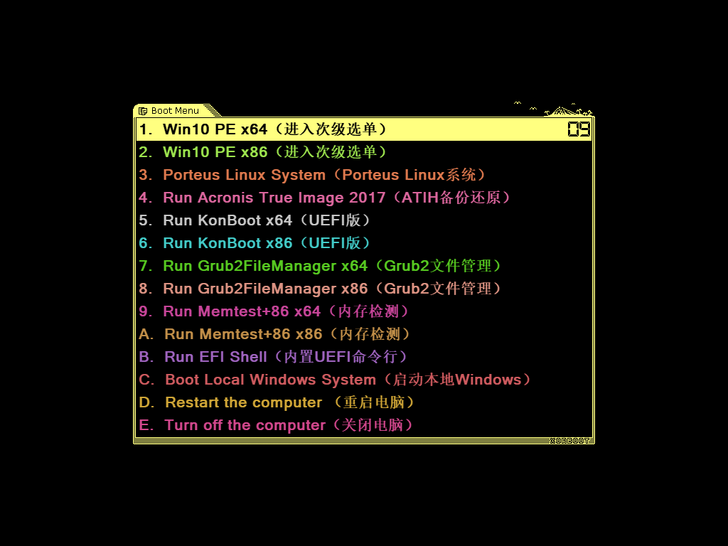 Boot Menu
1. Win10 PE x64（进入次级选单） 09
2. Win10 PE x86（进入次级选单）
3. Porteus Linux System（Porteus Linux系统）
4. Run Acronis True Image 2017（ATIH备份还原）
5. Run KonBoot x64（UEFI版）
6. Run KonBoot x86（UEFI版）
7. Run Grub2FileManager x64（Grub2文件管理）
8. Run Grub2FileManager x86（Grub2文件管理）
9. Run Memtest+86 x64（内存检测）
A. Run Memtest+86 x86（内存检测）
B. Run EFI Shell（内置UEFI命令行）
C. Boot Local Windows System（启动本地Windows）
D. Restart the computer （重启电脑）
E. Turn off the computer（关闭电脑）